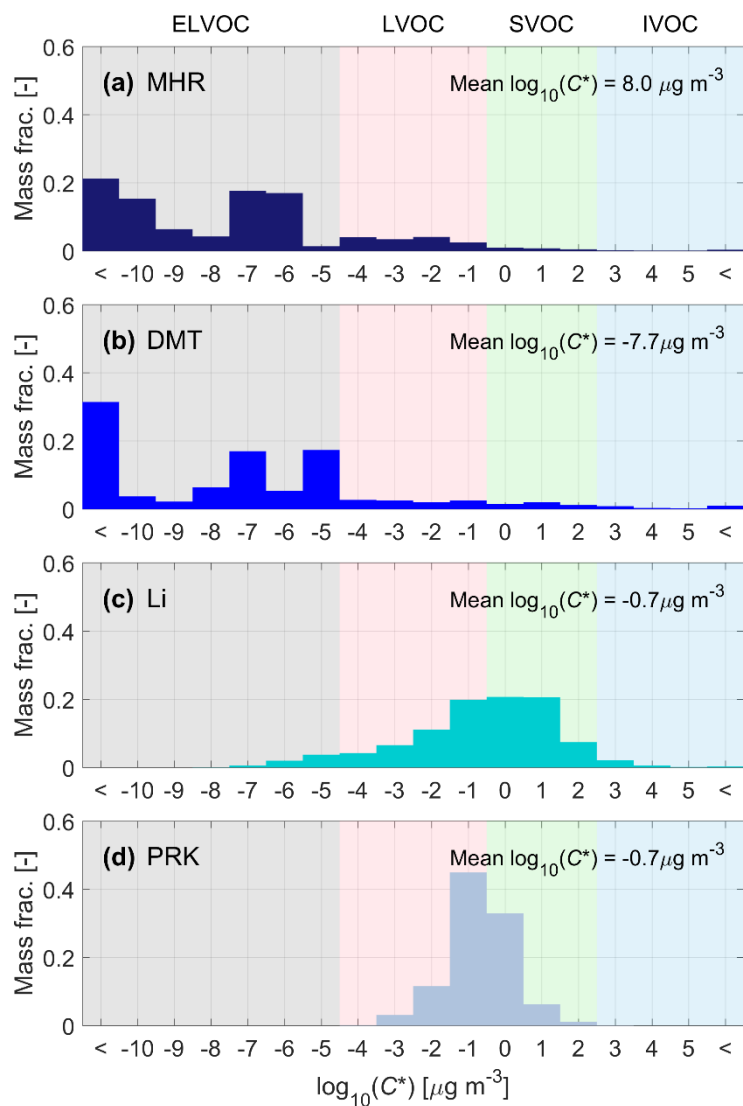 ELVOC LVOC SVOC IVOC
0.6
(a) MHR Mean log10(C*) = 8.0 µg m-3
0.4
0.2
0
Mass frac. [-]
< -10 -9 -8 -7 -6 -5 -4 -3 -2 -1 0 1 2 3 4 5 <
0.6
(b) DMT Mean log10(C*) = -7.7µg m-3
0.4
0.2
0
Mass frac. [-]
< -10 -9 -8 -7 -6 -5 -4 -3 -2 -1 0 1 2 3 4 5 <
0.6
(c) Li Mean log10(C*) = -0.7µg m-3
0.4
0.2
0
Mass frac. [-]
< -10 -9 -8 -7 -6 -5 -4 -3 -2 -1 0 1 2 3 4 5 <
0.6
(d) PRK Mean log10(C*) = -0.7µg m-3
0.4
0.2
0
Mass frac. [-]
< -10 -9 -8 -7 -6 -5 -4 -3 -2 -1 0 1 2 3 4 5 <
log10(C*) [µg m-3]